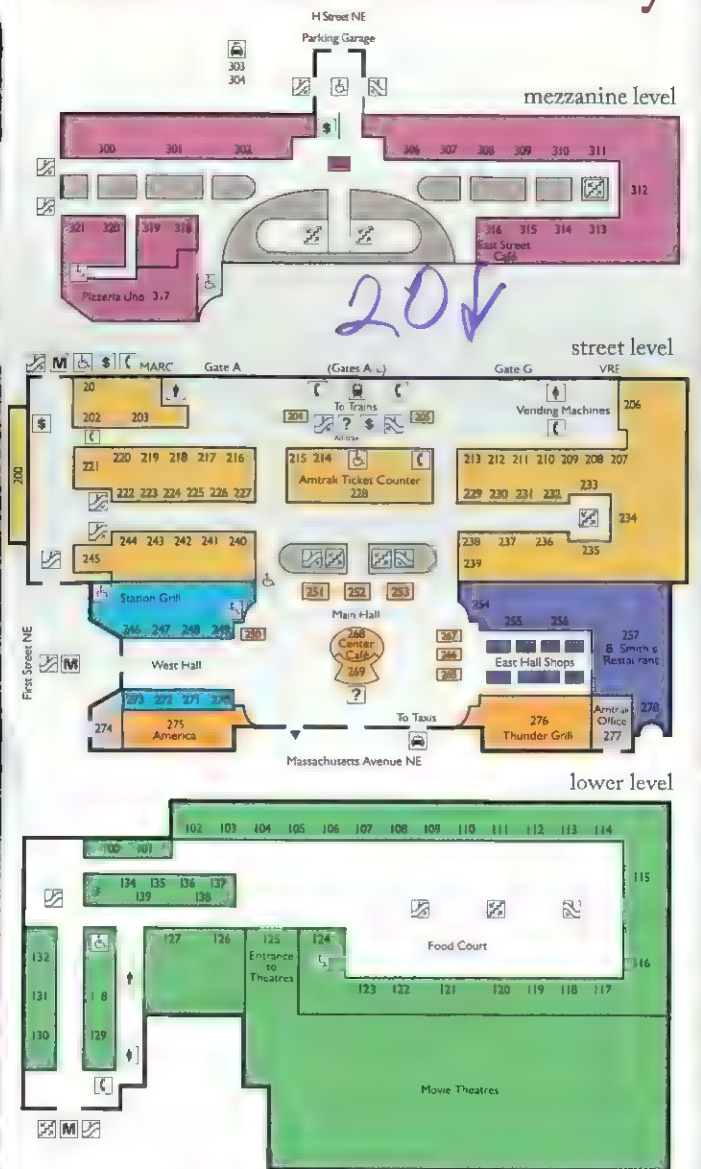 H Street NE
Parking Garage
303
304
mezzanine level
$
300 301 302
306 307 308 309 310 311
312
321 320 319 318
316 315 314 313
East Street
Café
Pizzeria Uno 317
20↓
street level
M $ MARC Gate A (Gates A-L) Gate G VRE
To Trains
Vending Machines
206
$
20
202 203
204 ? $ 205
Amtrak
200
221 220 219 218 217 216
215 214
213 212 211 210 209 208 207
Amtrak Ticket Counter
228
222 223 224 225 226 227
229 230 231 232 233
234
245 244 243 242 241 240
238 237 236 235
239
251 252 253
Station Grill
246 247 248 249 250
Main Hall
254
255 256
257
B Smith's
Restaurant
268
Center
Café
269
267
266
265
East Hall Shops
First Street NE
M
West Hall
?
273 272 271 270
274
275
America
To Taxis
276
Thunder Grill
Amtrak
Office
277
278
Massachusetts Avenue NE
lower level
102 103 104 105 106 107 108 109 110 111 112 113 114
100 101
115
134 135 136 137
139 138
Food Court
132
131
130
129
127 126 125
Entrance
to
Theatres
124
116
123 122 121 120 119 118 117
Movie Theatres
M